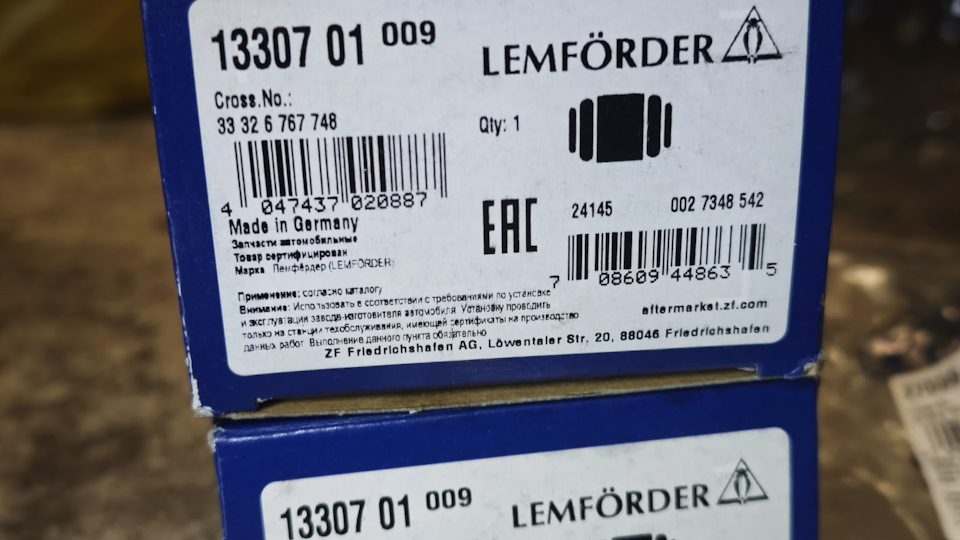 13307 01 009
LEMFÖRDER
Cross.No.:
33 32 6 767 748
Qty: 1
4 047437 020887
Made in Germany
Запчасти автомобильные
Товар сертифицирован
Марка Лемфёрдер (LEMFÖRDER)
EAC
24145 002 7348 542
7 08609 44863 5
Применение: согласно каталогу
Внимание: Использовать в соответствии с требованиями по установке
и эксплуатации завода-изготовителя автомобиля. Установку проводить
только на станции техобслуживания, имеющей сертификаты на производство
данных работ. Выполнение данного пункта обязательно
aftermarket.zf.com
ZF Friedrichshafen AG, Löwentaler Str. 20, 88046 Friedrichshafen
13307 01 009
LEMFÖRDER